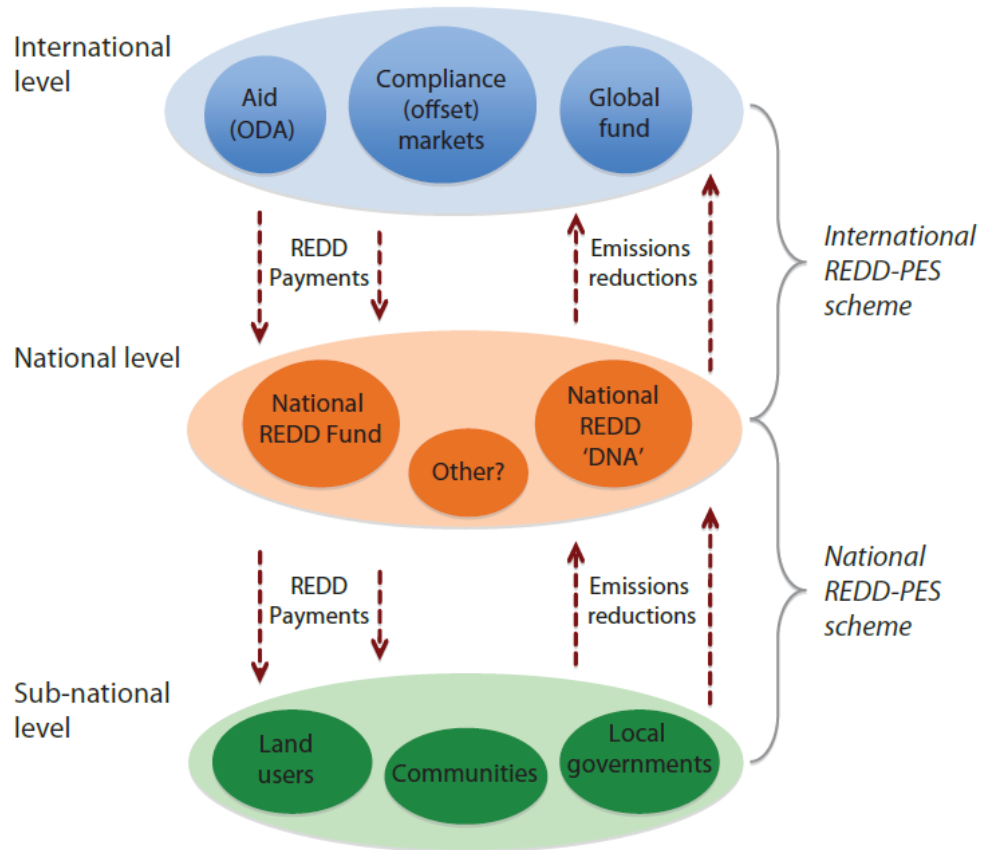 International
level
Aid
(ODA)
Compliance
(offset)
markets
Global
fund
REDD
Payments
Emissions
reductions
International
REDD-PES
scheme
National level
National
REDD Fund
Other?
National
REDD
‘DNA’
REDD
Payments
Emissions
reductions
National
REDD-PES
scheme
Sub-national
level
Land
users
Communities
Local
governments